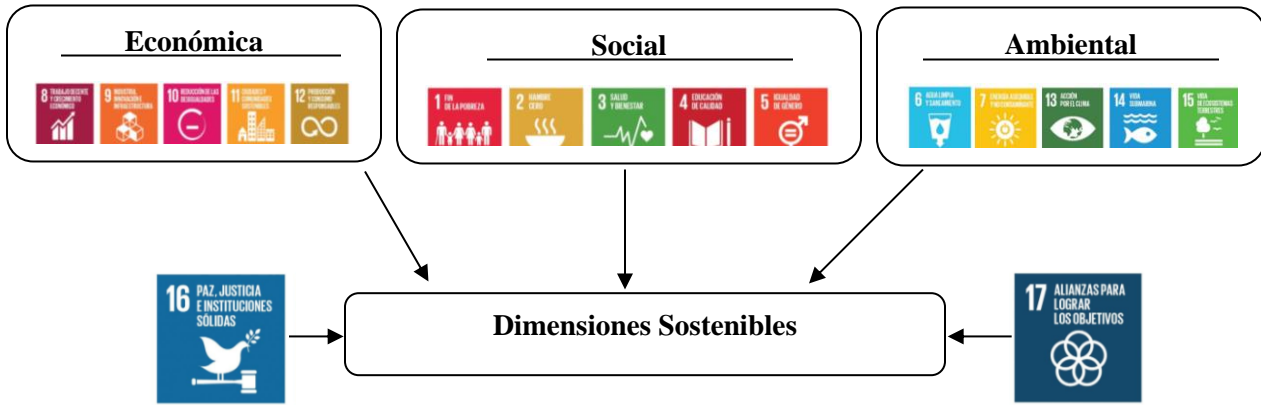 Económica
8 TRABAJO DECENTE
Y CRECIMIENTO
ECONÓMICO
9 INDUSTRIA,
INNOVACIÓN E
INFRAESTRUCTURA
10 REDUCCIÓN DE LAS
DESIGUALDADES
11 CIUDADES Y
COMUNIDADES
SOSTENIBLES
12 PRODUCCIÓN
Y CONSUMO
RESPONSABLES
Social
1 FIN
DE LA POBREZA
2 HAMBRE
CERO
3 SALUD
Y BIENESTAR
4 EDUCACIÓN
DE CALIDAD
5 IGUALDAD
DE GÉNERO
Ambiental
6 AGUA LIMPIA
Y SANEAMIENTO
7 ENERGÍA ASEQUIBLE
Y NO CONTAMINANTE
13 ACCIÓN
POR EL CLIMA
14 VIDA
SUBMARINA
15 VIDA
DE ECOSISTEMAS
TERRESTRES
16 PAZ, JUSTICIA
E INSTITUCIONES
SÓLIDAS
Dimensiones Sostenibles
17 ALIANZAS PARA
LOGRAR
LOS OBJETIVOS